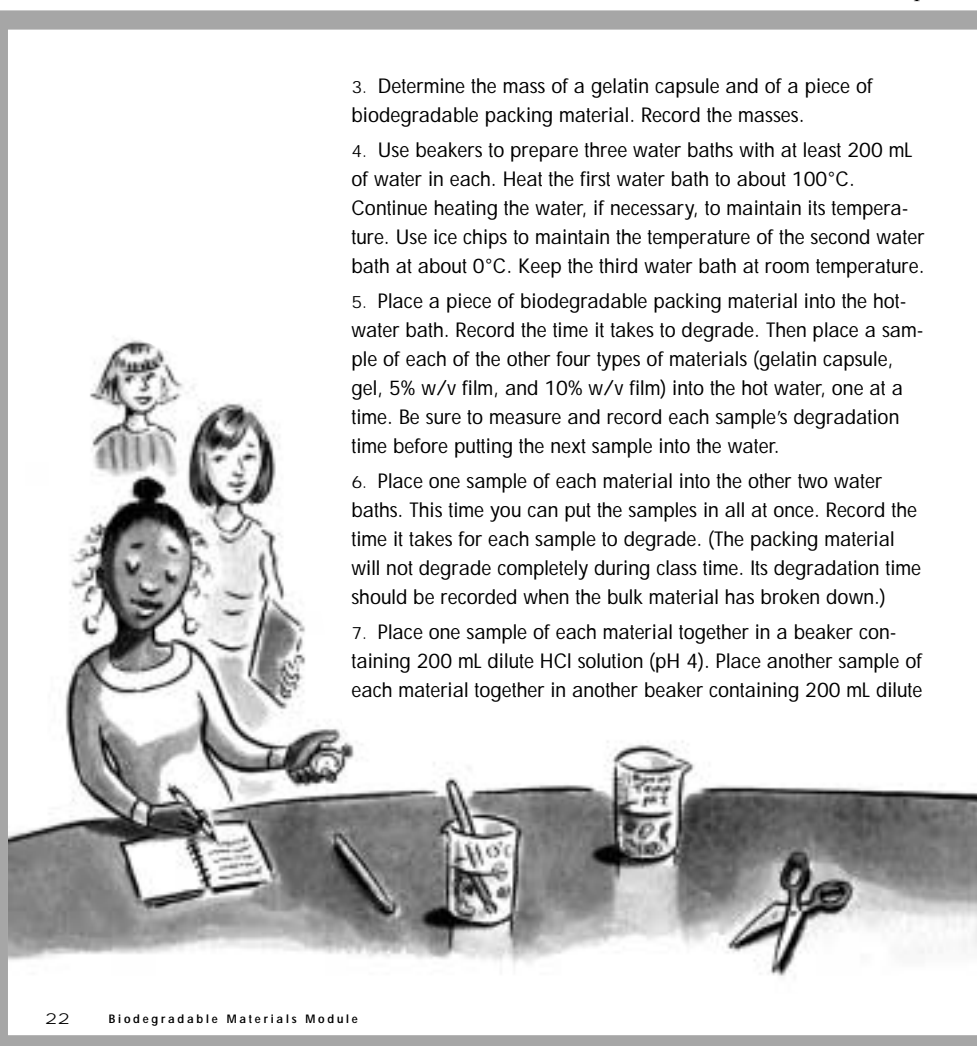 3. Determine the mass of a gelatin capsule and of a piece of
biodegradable packing material. Record the masses.
4. Use beakers to prepare three water baths with at least 200 mL
of water in each. Heat the first water bath to about 100°C.
Continue heating the water, if necessary, to maintain its tempera-
ture. Use ice chips to maintain the temperature of the second water
bath at about 0°C. Keep the third water bath at room temperature.
5. Place a piece of biodegradable packing material into the hot-
water bath. Record the time it takes to degrade. Then place a sam-
ple of each of the other four types of materials (gelatin capsule,
gel, 5% w/v film, and 10% w/v film) into the hot water, one at a
time. Be sure to measure and record each sample's degradation
time before putting the next sample into the water.
6. Place one sample of each material into the other two water
baths. This time you can put the samples in all at once. Record the
time it takes for each sample to degrade. (The packing material
will not degrade completely during class time. Its degradation time
should be recorded when the bulk material has broken down.)
7. Place one sample of each material together in a beaker con-
taining 200 mL dilute HCl solution (pH 4). Place another sample of
each material together in another beaker containing 200 mL dilute
Room
Temp
pH 7
0°C
22 Biodegradable Materials Module